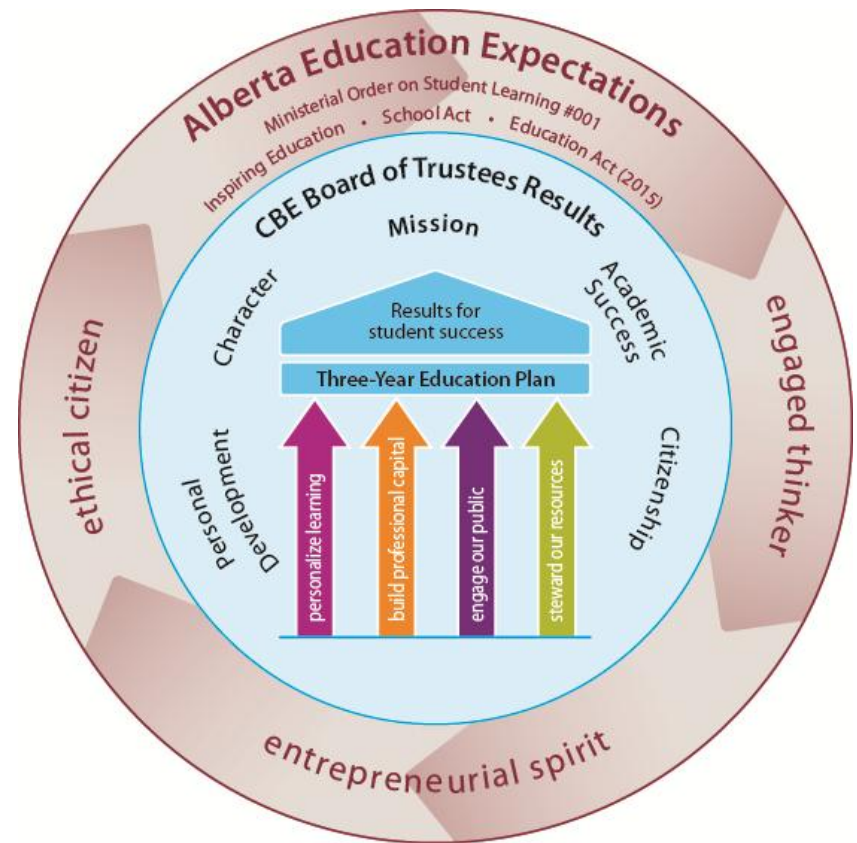 Alberta Education Expectations
Ministerial Order on Student Learning #001
Inspiring Education • School Act • Education Act (2015)
CBE Board of Trustees Results
Mission
Character
Academic
Success
Results for
student success
Three-Year Education Plan
Personal
Development
Citizenship
personalize learning
build professional capital
engage our public
steward our resources
ethical citizen
engaged thinker
entrepreneurial spirit